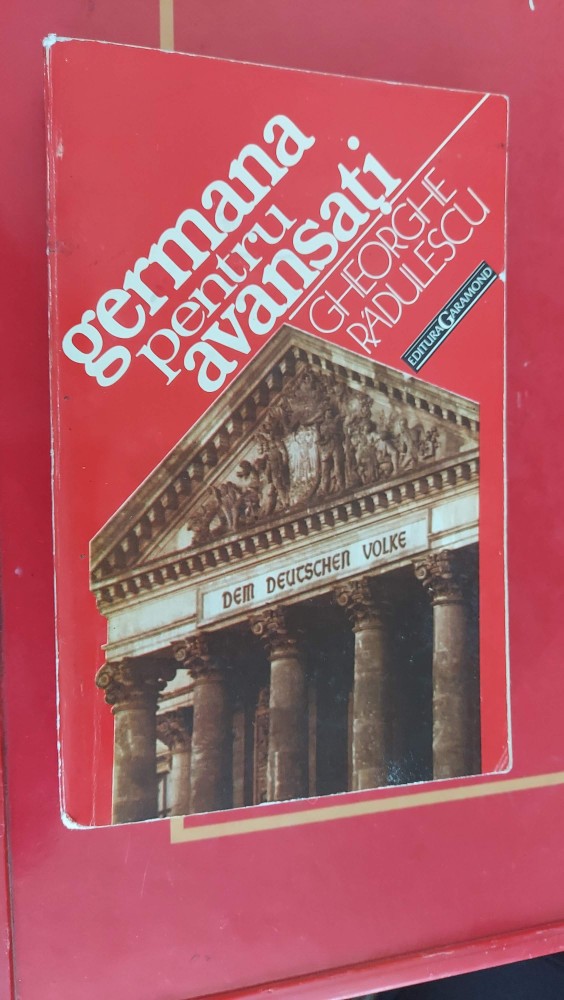 germana
pentru
avansați
GHEORGHE
RĂDULESCU
EDITURA GARAMOND
DEM DEUTSCHEN VOLKE